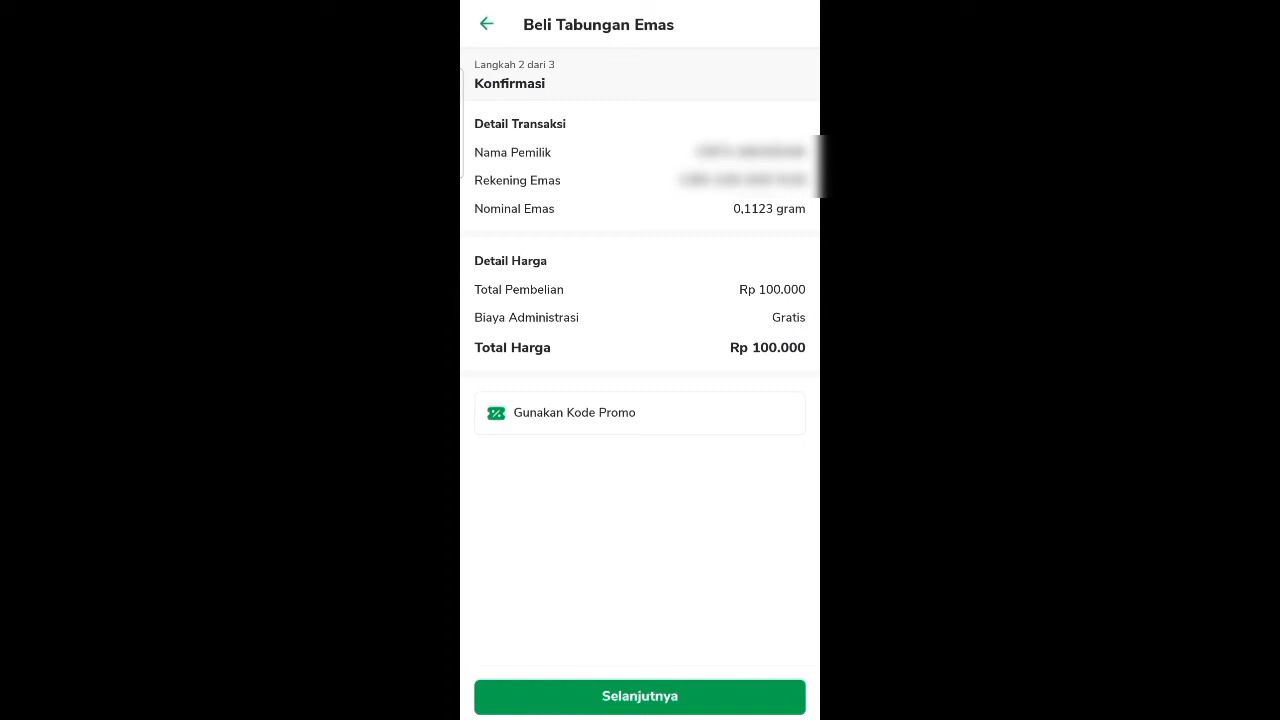 Beli Tabungan Emas
Langkah 2 dari 3
Konfirmasi
Detail Transaksi
Nama Pemilik
Rekening Emas
Nominal Emas 0,1123 gram
Detail Harga
Total Pembelian Rp 100.000
Biaya Administrasi Gratis
Total Harga Rp 100.000
Gunakan Kode Promo
Selanjutnya